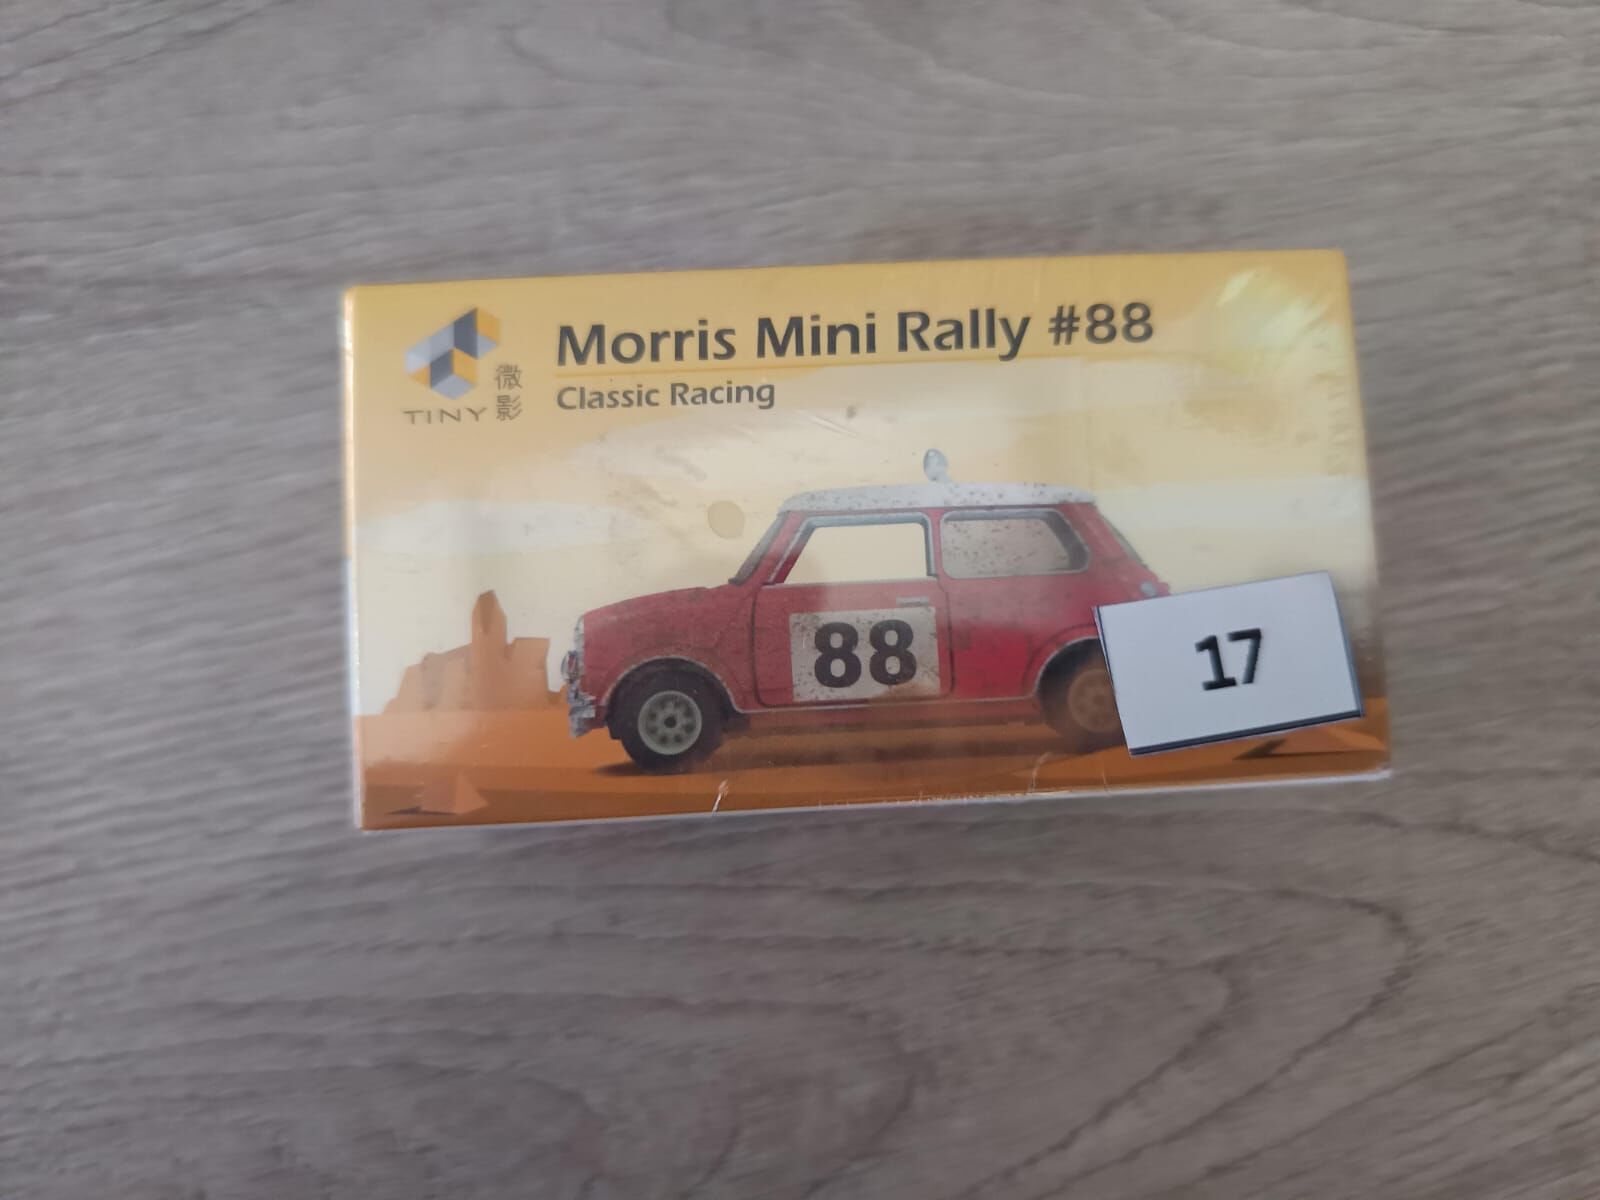 Morris Mini Rally #88
Classic Racing
TINY 微影
88
17